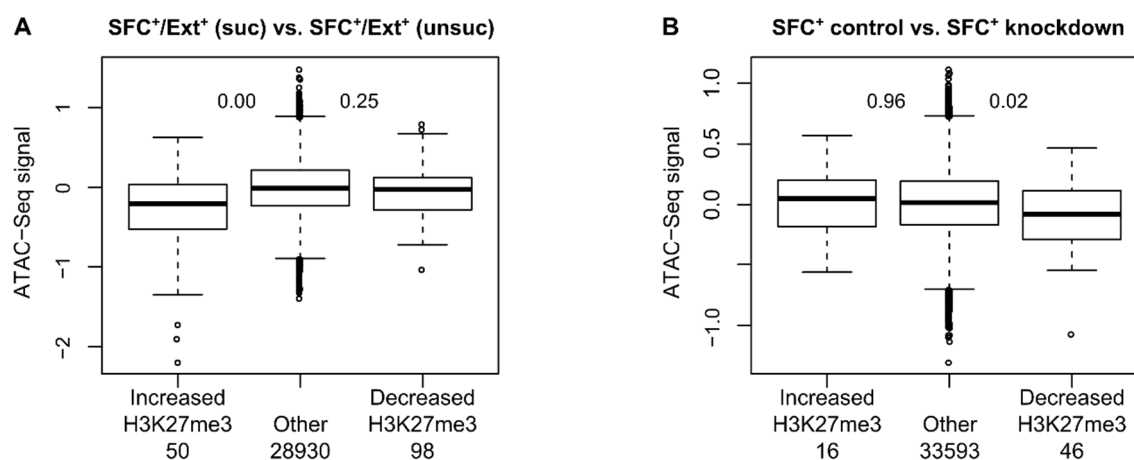 A SFC⁺/Ext⁺ (suc) vs. SFC⁺/Ext⁺ (unsuc)
0.00 0.25
ATAC−Seq signal
1
0
−1
−2
Increased H3K27me3 50
Other 28930
Decreased H3K27me3 98
B SFC⁺ control vs. SFC⁺ knockdown
0.96 0.02
ATAC−Seq signal
1.0
0.5
0.0
−1.0
Increased H3K27me3 16
Other 33593
Decreased H3K27me3 46